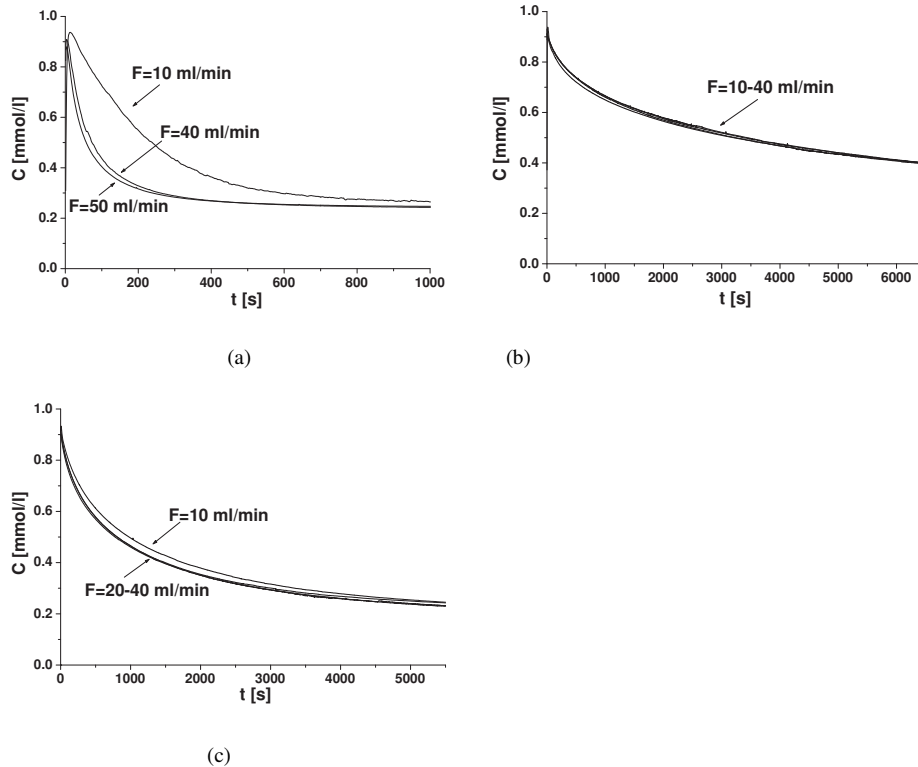 1.0
0.8
0.6
0.4
0.2
0.0
C [mmol/l]
F=10 ml/min
F=40 ml/min
F=50 ml/min
0 200 400 600 800 1000
t [s]
(a)
1.0
0.8
0.6
0.4
0.2
0.0
C [mmol/l]
F=10-40 ml/min
0 1000 2000 3000 4000 5000 6000
t [s]
(b)
1.0
0.8
0.6
0.4
0.2
0.0
C [mmol/l]
F=10 ml/min
F=20-40 ml/min
0 1000 2000 3000 4000 5000
t [s]
(c)